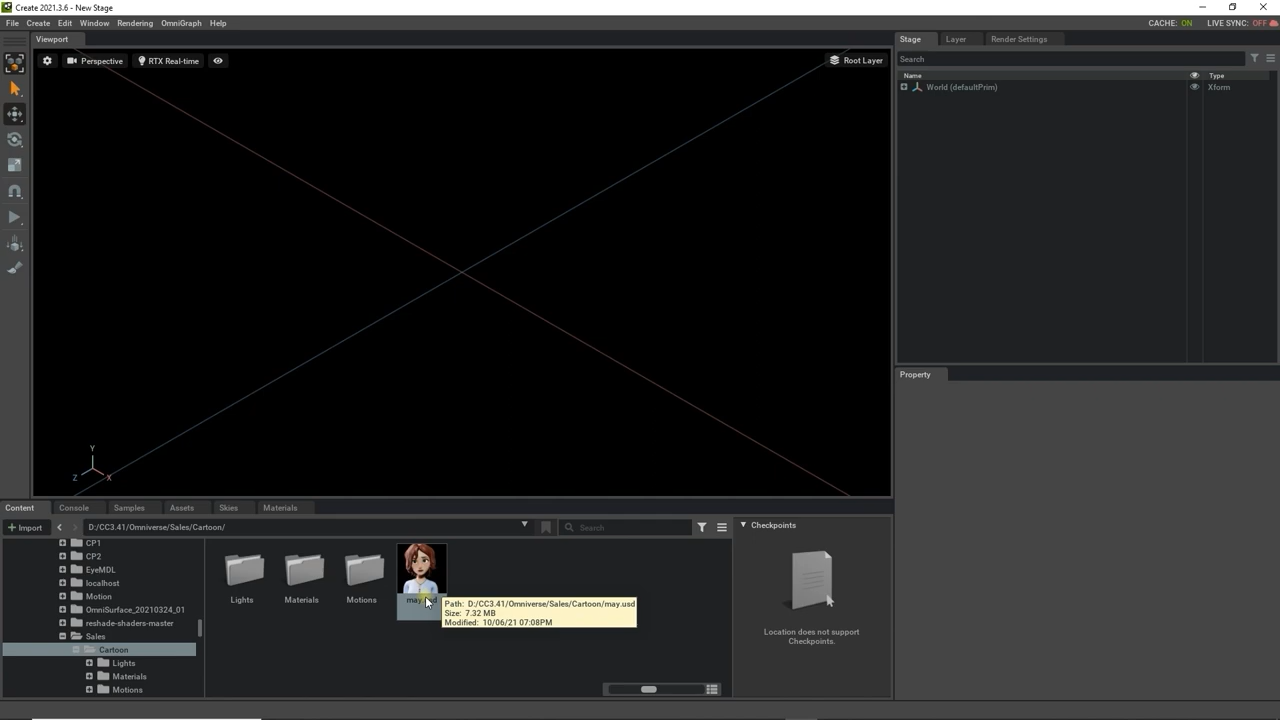 Create 2021.3.6 - New Stage
File Create Edit Window Rendering OmniGraph Help
CACHE: ON LIVE SYNC: OFF
Viewport
Perspective RTX Real-time
Root Layer
Y
Z X
Stage Layer Render Settings
Search
Name Type
World (defaultPrim) Xform
Property
Content Console Samples Assets Skies Materials
Import D:/CC3.41/Omniverse/Sales/Cartoon/ Search
CP1
CP2
EyeMDL
localhost
Motion
OmniSurface_20210324_01
reshade-shaders-master
Sales
Cartoon
Lights
Materials
Motions
Lights Materials Motions
Path: D:/CC3.41/Omniverse/Sales/Cartoon/may.usd
Size: 7.32 MB
Modified: 10/06/21 07:08PM
Checkpoints
Location does not support
Checkpoints.